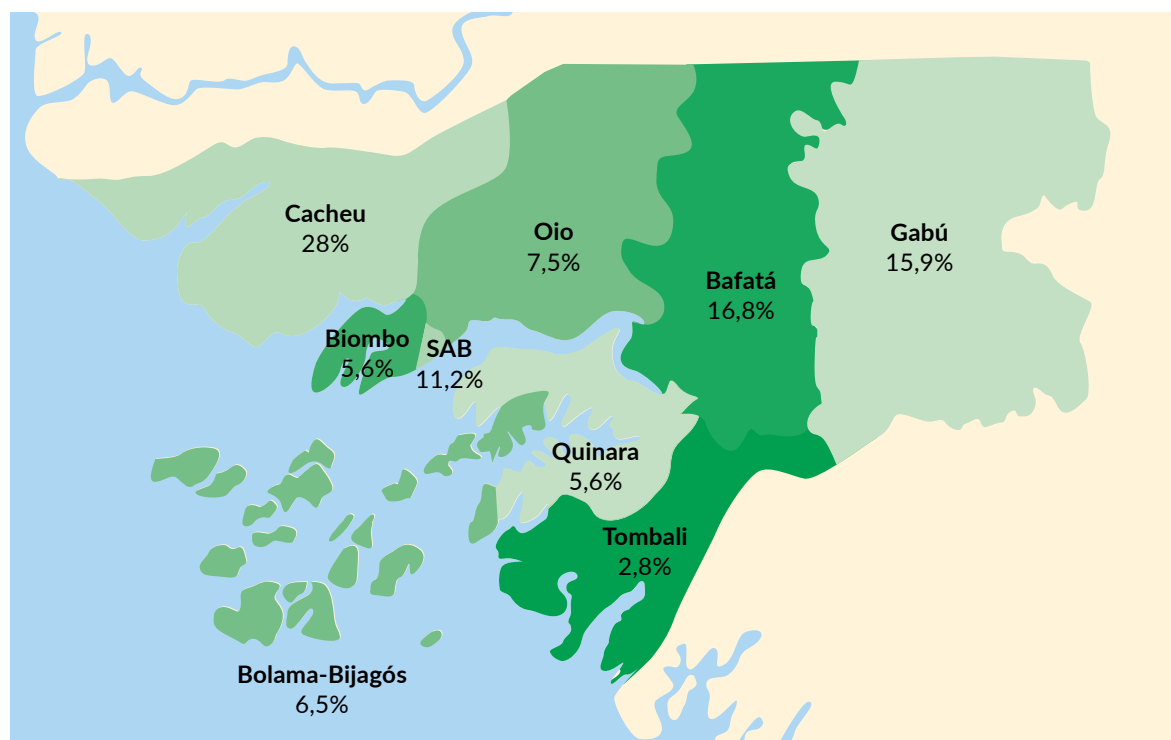 Cacheu
28%
Oio
7,5%
Gabú
15,9%
Bafatá
16,8%
Biombo
5,6%
SAB
11,2%
Quinara
5,6%
Tombali
2,8%
Bolama-Bijagós
6,5%